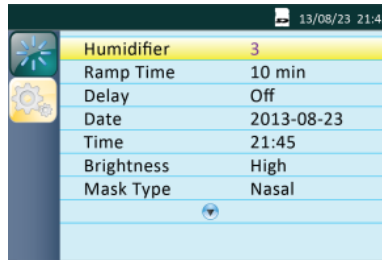 13/08/23 21:4
Humidifier 3
Ramp Time 10 min
Delay Off
Date 2013-08-23
Time 21:45
Brightness High
Mask Type Nasal